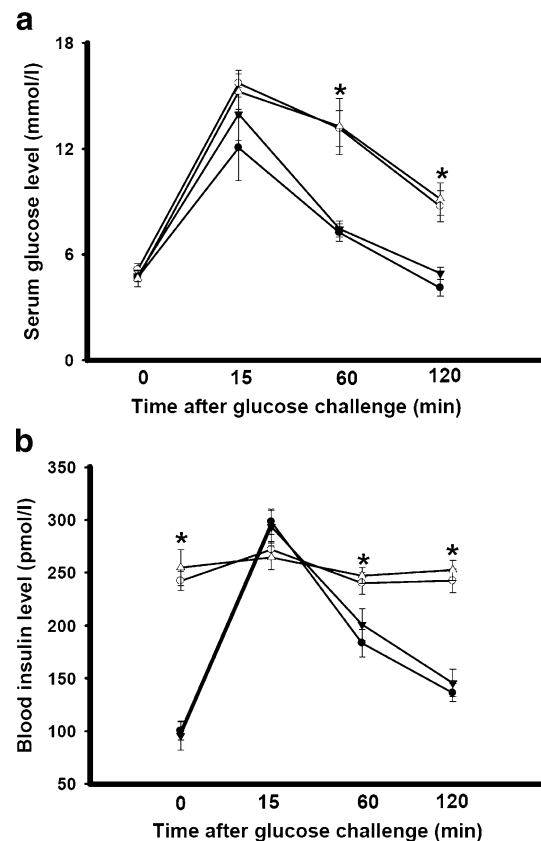 a
18
12
6
0
Serum glucose level (mmol/l)
*
*
0 15 60 120
Time after glucose challenge (min)
b
350
300
250
200
150
100
50
Blood insulin level (pmol/l)
*
*
*
0 15 60 120
Time after glucose challenge (min)